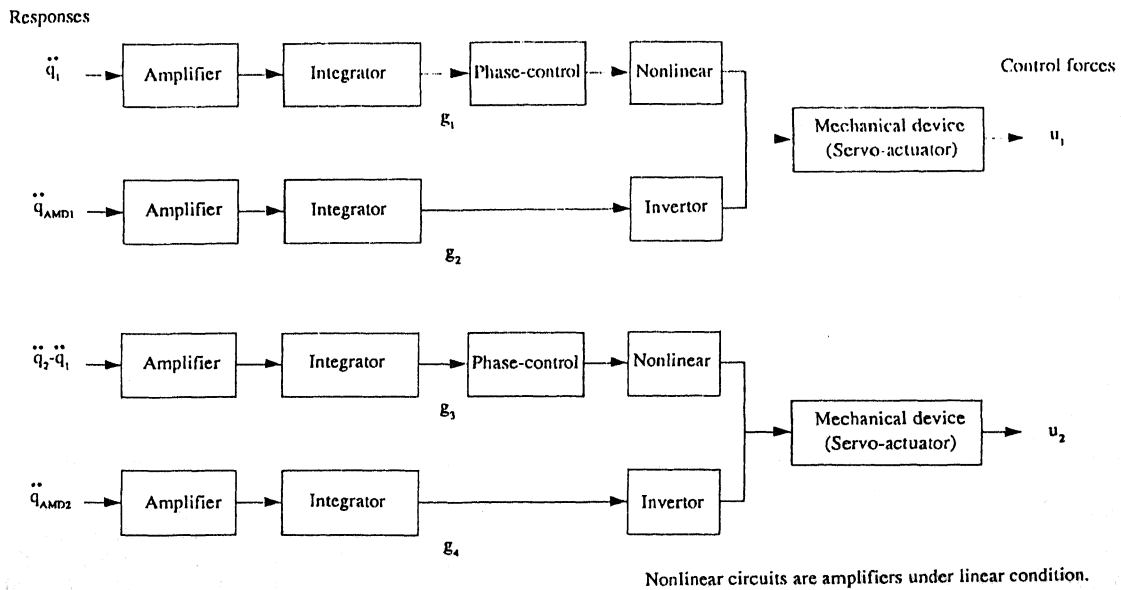 Responses
q̈₁
Amplifier
Integrator
Phase-control
Nonlinear
g₁
Control forces
Mechanical device
(Servo-actuator)
u₁
q̈AMD1
Amplifier
Integrator
Invertor
g₂
q̈₂-q̈₁
Amplifier
Integrator
Phase-control
Nonlinear
g₃
Mechanical device
(Servo-actuator)
u₂
q̈AMD2
Amplifier
Integrator
Invertor
g₄
Nonlinear circuits are amplifiers under linear condition.